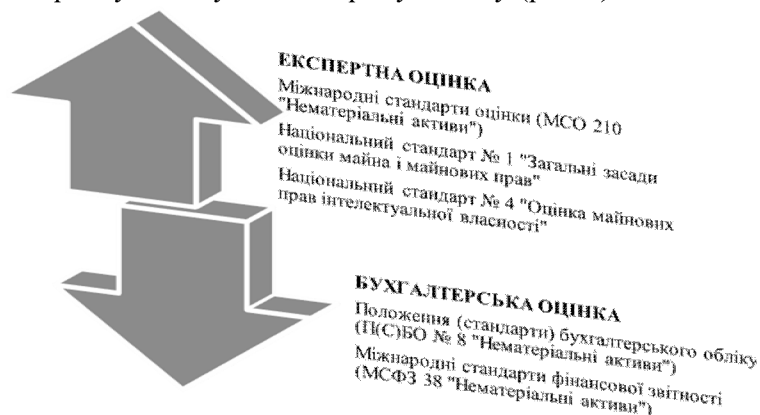 ЕКСПЕРТНА ОЦІНКА
Міжнародні стандарти оцінки (МСО 210
"Нематеріальні активи")
Національний стандарт № 1 "Загальні засади
оцінки майна і майнових прав"
Національний стандарт № 4 "Оцінка майнових
прав інтелектуальної власності"
БУХГАЛТЕРСЬКА ОЦІНКА
Положення (стандарти) бухгалтерського обліку
(П(С)БО № 8 "Нематеріальні активи")
Міжнародні стандарти фінансової звітності
(МСФЗ 38 "Нематеріальні активи")